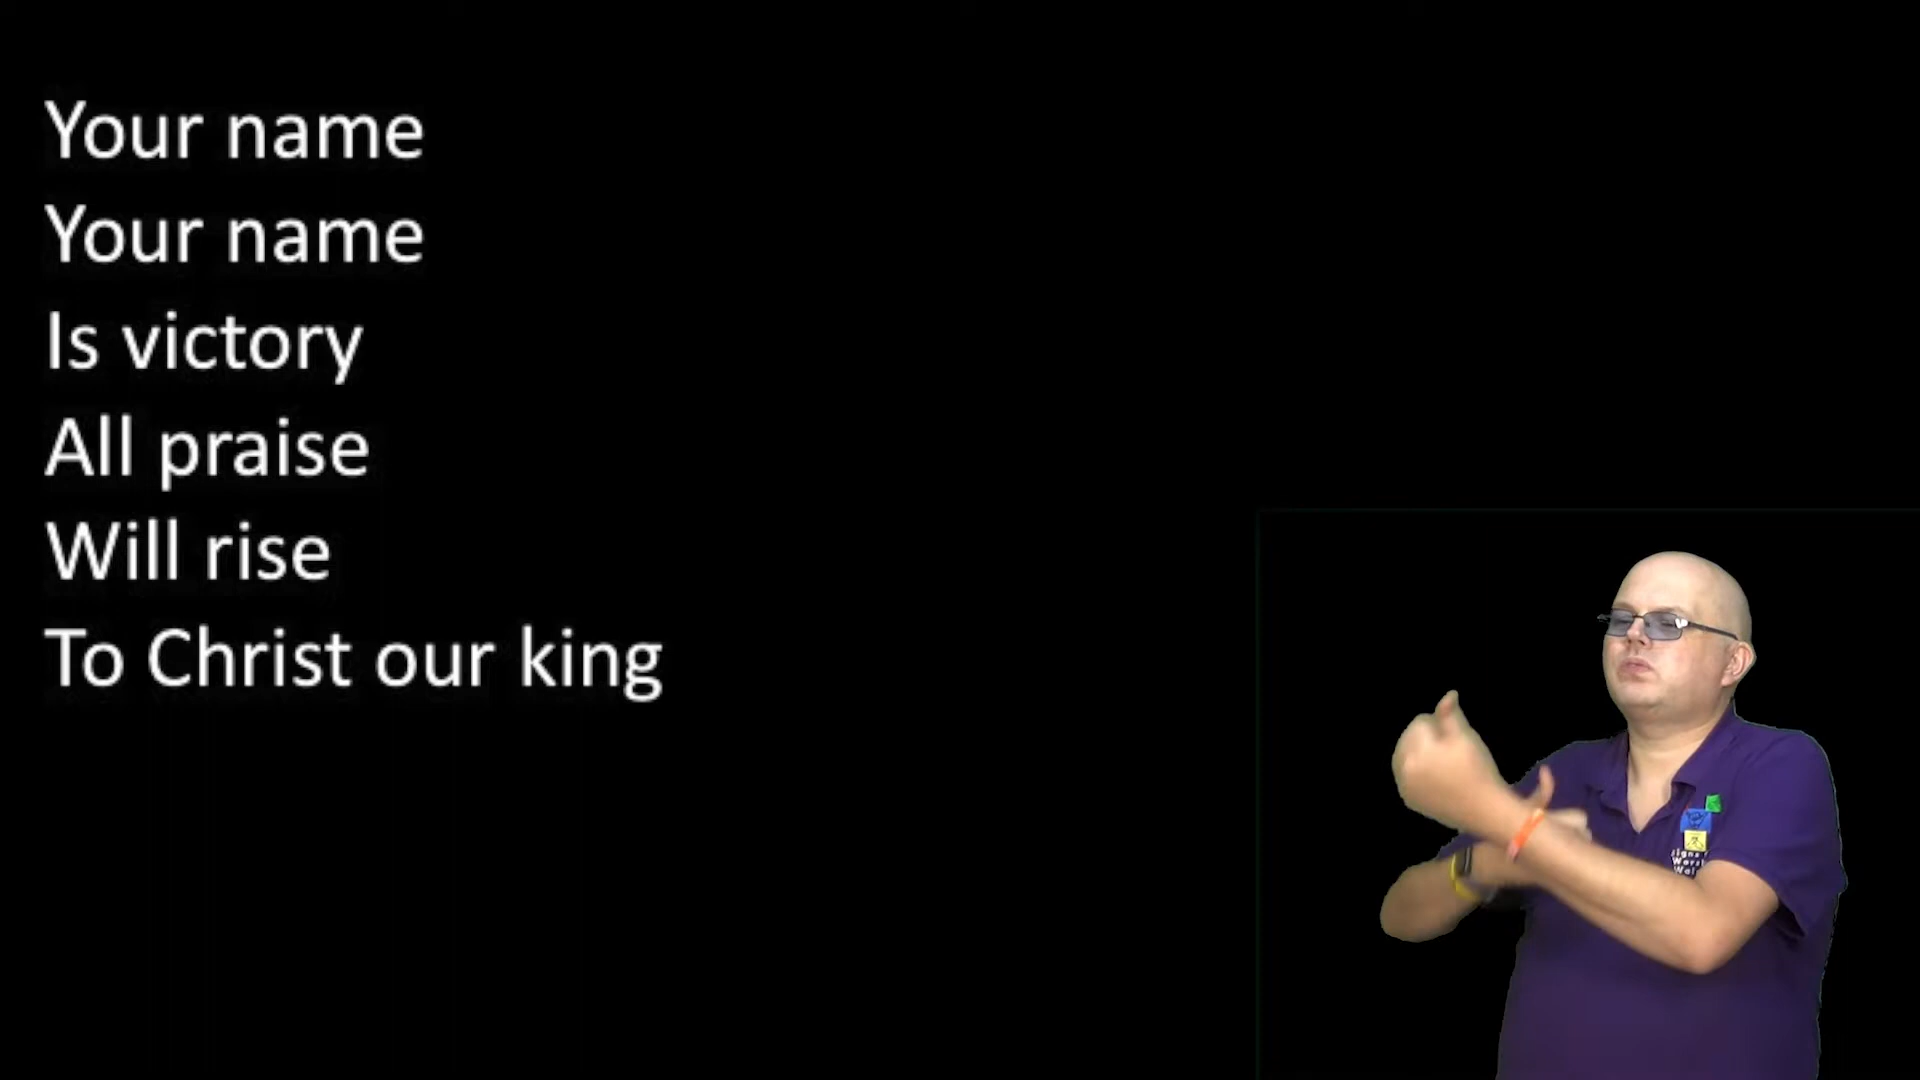 Your name
Your name
Is victory
All praise
Will rise
To Christ our king